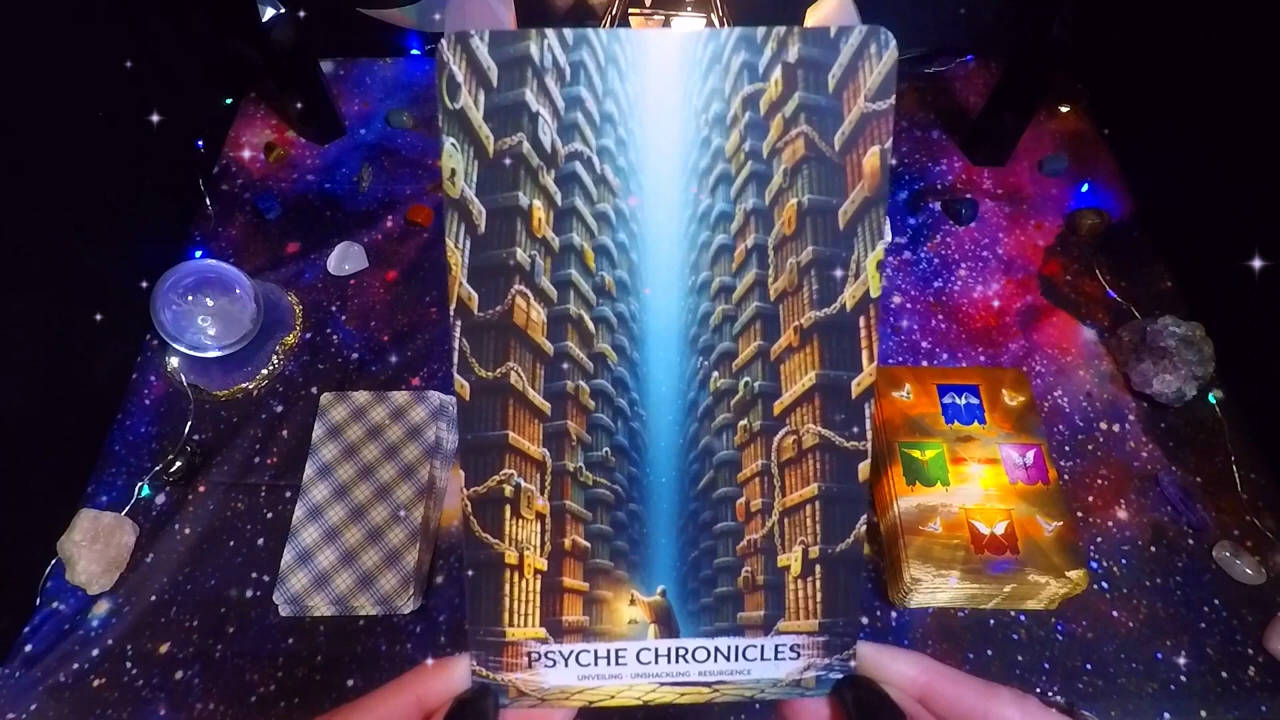 PSYCHE CHRONICLES
UNVEILING · UNSHACKLING · RESURGENCE